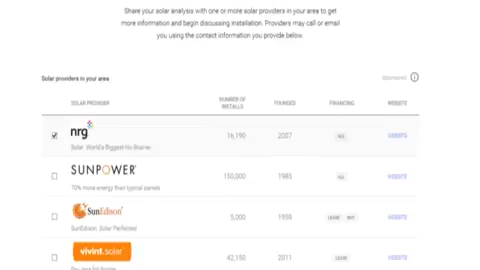 Share your solar analysis with one or more solar providers in your area to get
more information and begin discussing installation. Providers may call or email
you using the contact information you provide below.
Solar providers in your area
Sponsored
SOLAR PROVIDER NUMBER OF INSTALLS FOUNDED FINANCING WEBSITE
nrg 16,190 2007 WEBSITE
Solar. World's Biggest No-Brainer.
SUNPOWER 150,000 1985 WEBSITE
70% more energy than typical panels
SunEdison 5,000 1959 LEASE BUY WEBSITE
SunEdison: Solar Perfected
vivint.solar 42,150 2011 LEASE WEBSITE